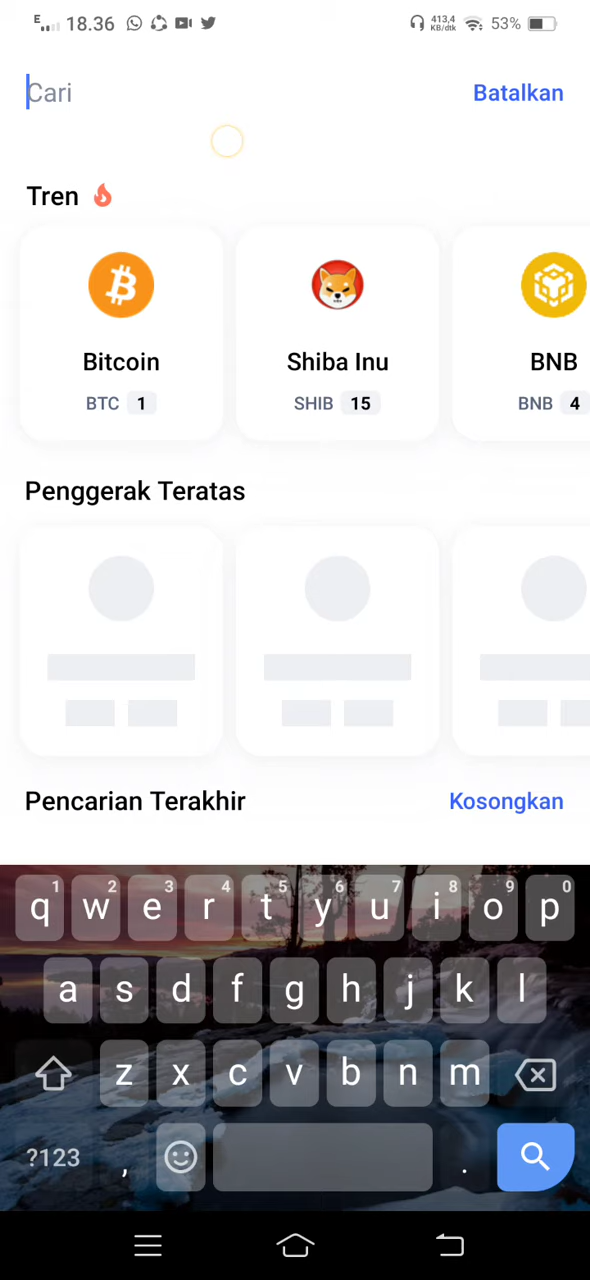 E 18.36 413,4 KB/dtk 53%
Cari Batalkan
Tren
Bitcoin Shiba Inu BNB
BTC 1 SHIB 15 BNB 4
Penggerak Teratas
Pencarian Terakhir Kosongkan
1 2 3 4 5 6 7 8 9 0
q w e r t y u i o p
a s d f g h j k l
z x c v b n m
?123 , .